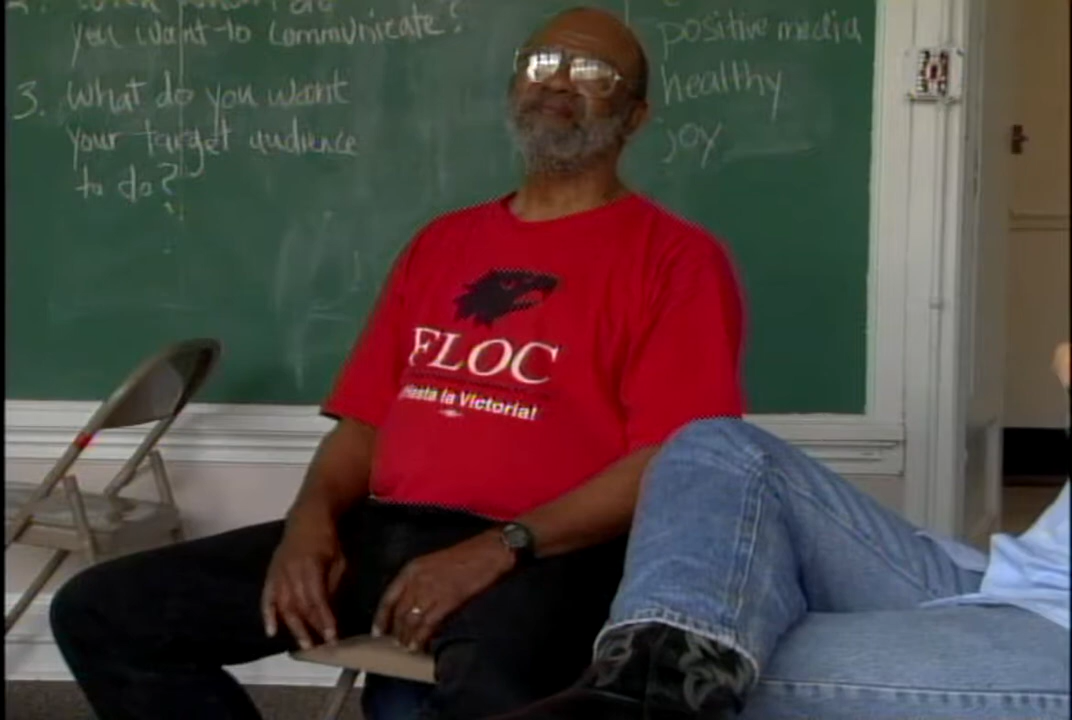 you want to communicate?
3. What do you want
your target audience
to do?
positive media
healthy
joy
FLOC
Hasta la Victoria!